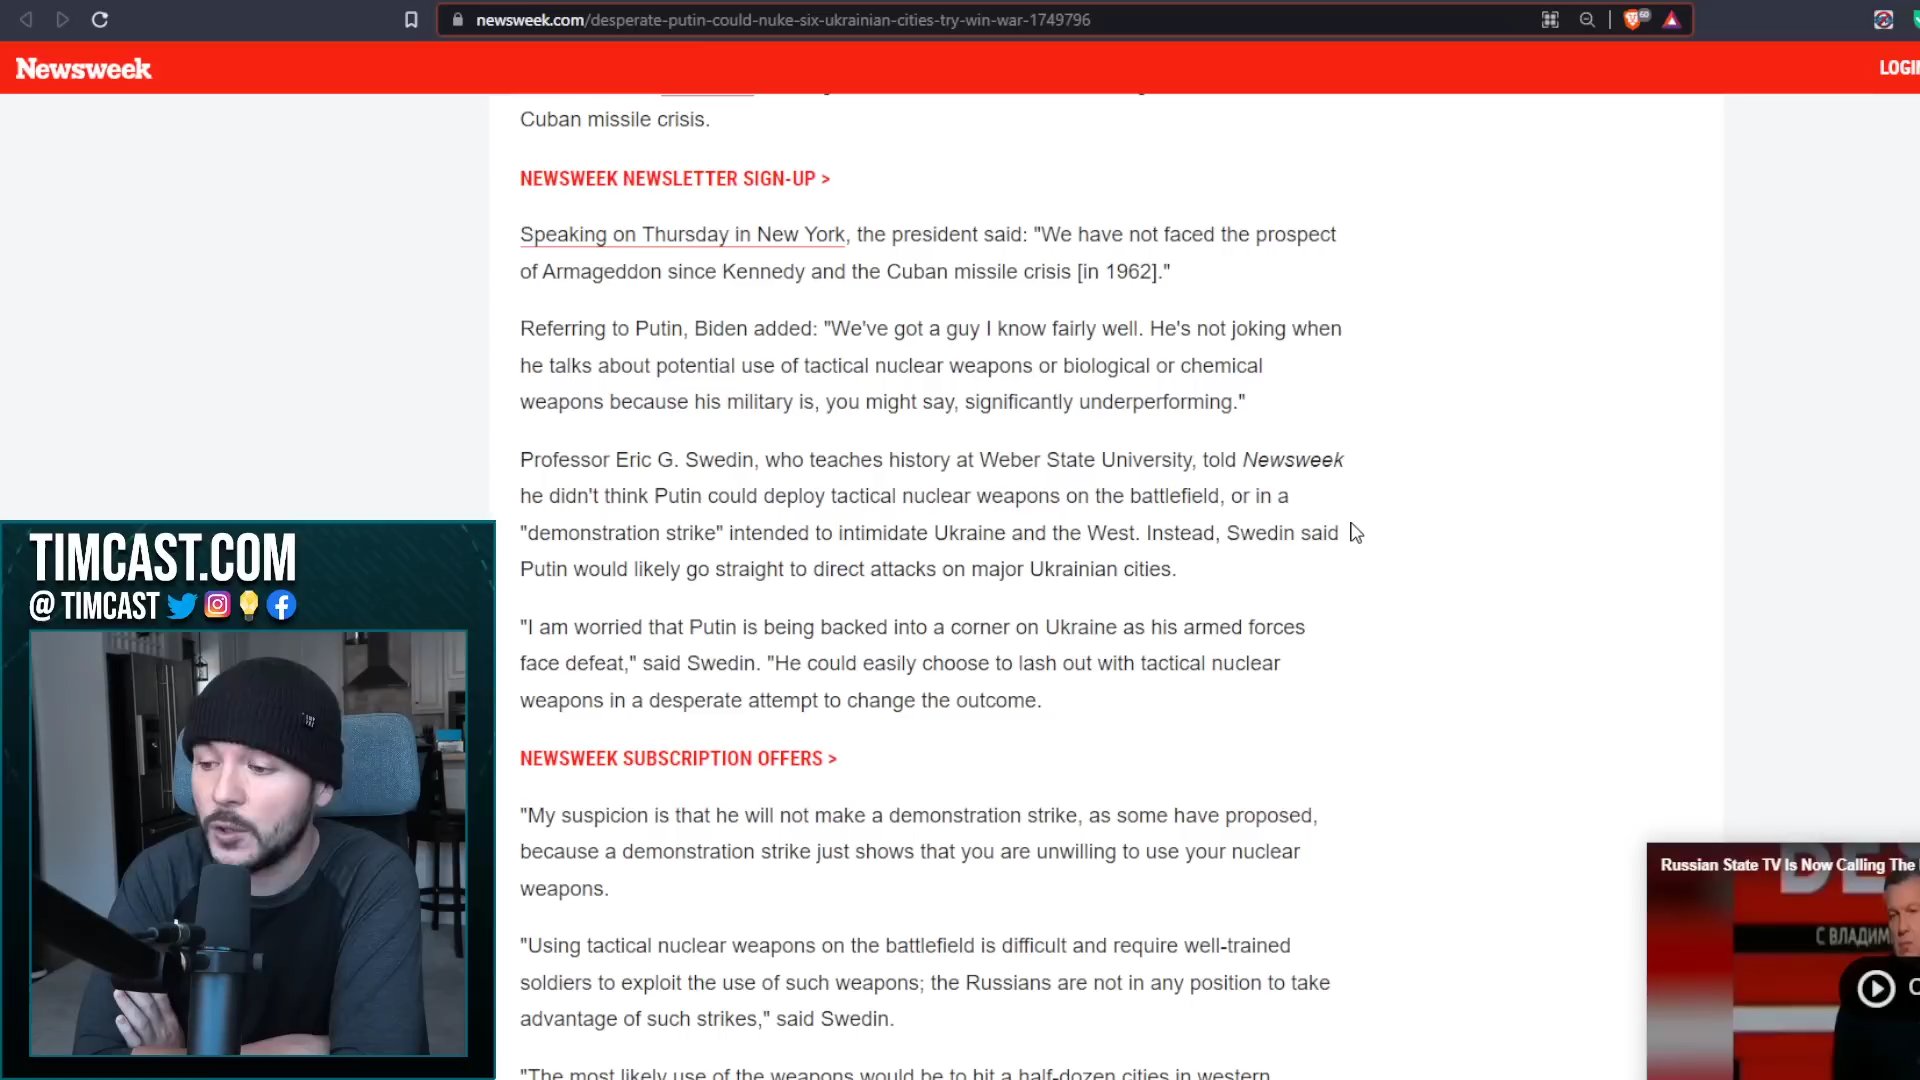 newsweek.com/desperate-putin-could-nuke-six-ukrainian-cities-try-win-war-1749796
60
Newsweek
LOGIN
Cuban missile crisis.
NEWSWEEK NEWSLETTER SIGN-UP >
Speaking on Thursday in New York, the president said: "We have not faced the prospect
of Armageddon since Kennedy and the Cuban missile crisis [in 1962]."
Referring to Putin, Biden added: "We've got a guy I know fairly well. He's not joking when
he talks about potential use of tactical nuclear weapons or biological or chemical
weapons because his military is, you might say, significantly underperforming."
Professor Eric G. Swedin, who teaches history at Weber State University, told Newsweek
he didn't think Putin could deploy tactical nuclear weapons on the battlefield, or in a
"demonstration strike" intended to intimidate Ukraine and the West. Instead, Swedin said
Putin would likely go straight to direct attacks on major Ukrainian cities.
"I am worried that Putin is being backed into a corner on Ukraine as his armed forces
face defeat," said Swedin. "He could easily choose to lash out with tactical nuclear
weapons in a desperate attempt to change the outcome.
NEWSWEEK SUBSCRIPTION OFFERS >
"My suspicion is that he will not make a demonstration strike, as some have proposed,
because a demonstration strike just shows that you are unwilling to use your nuclear
weapons.
"Using tactical nuclear weapons on the battlefield is difficult and require well-trained
soldiers to exploit the use of such weapons; the Russians are not in any position to take
advantage of such strikes," said Swedin.
"The most likely use of the weapons would be to hit a half-dozen cities in western
TIMCAST.COM
@ TIMCAST
Russian State TV Is Now Calling The
С ВЛАДИМ